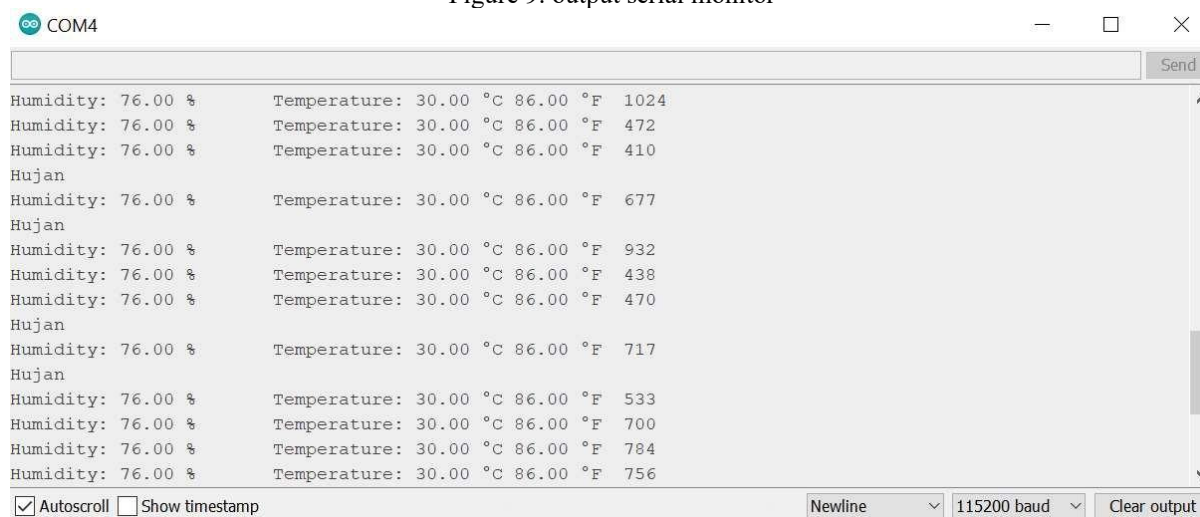 Figure 9. output serial monitor
COM4
Send
Humidity: 76.00 % Temperature: 30.00 °C 86.00 °F 1024
Humidity: 76.00 % Temperature: 30.00 °C 86.00 °F 472
Humidity: 76.00 % Temperature: 30.00 °C 86.00 °F 410
Hujan
Humidity: 76.00 % Temperature: 30.00 °C 86.00 °F 677
Hujan
Humidity: 76.00 % Temperature: 30.00 °C 86.00 °F 932
Humidity: 76.00 % Temperature: 30.00 °C 86.00 °F 438
Humidity: 76.00 % Temperature: 30.00 °C 86.00 °F 470
Hujan
Humidity: 76.00 % Temperature: 30.00 °C 86.00 °F 717
Hujan
Humidity: 76.00 % Temperature: 30.00 °C 86.00 °F 533
Humidity: 76.00 % Temperature: 30.00 °C 86.00 °F 700
Humidity: 76.00 % Temperature: 30.00 °C 86.00 °F 784
Humidity: 76.00 % Temperature: 30.00 °C 86.00 °F 756
Autoscroll Show timestamp Newline 115200 baud Clear output